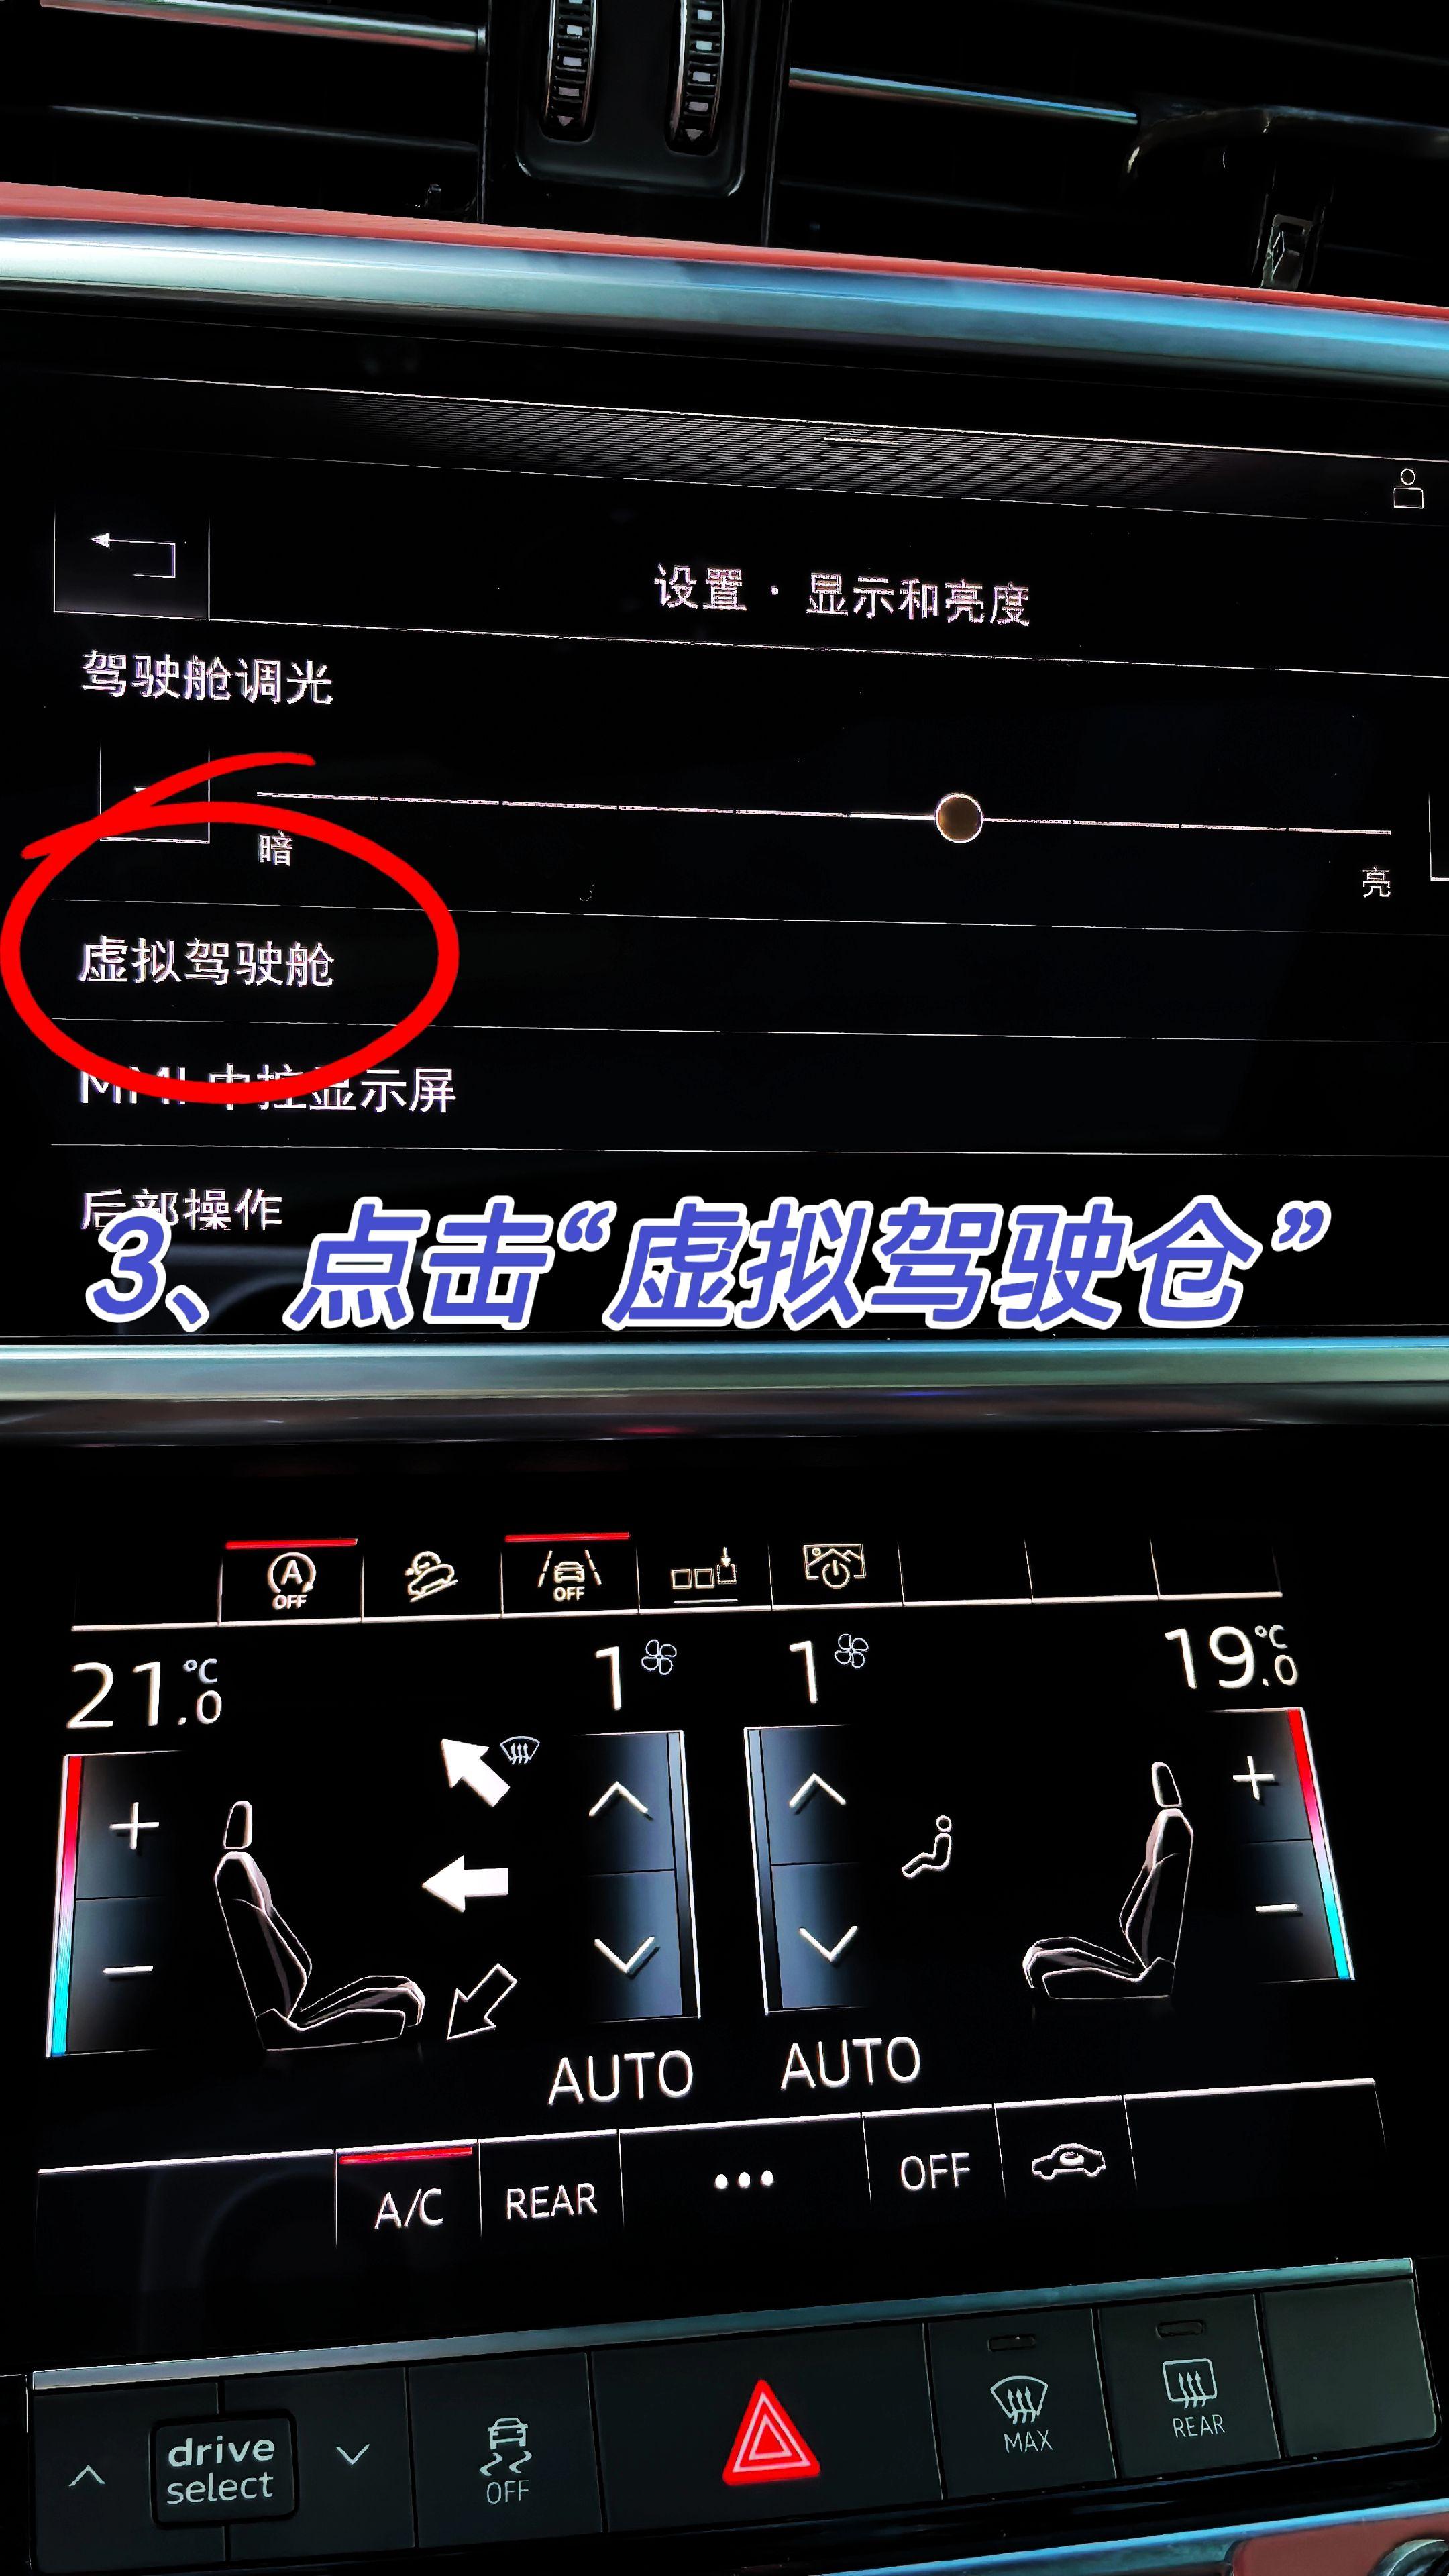 设置 · 显示和亮度
驾驶舱调光
暗
亮
虚拟驾驶舱
MMI 中控显示屏
后部操作
3、点击“虚拟驾驶仓”
A OFF
OFF
21.0 °C
1
1
19.0 °C
AUTO
AUTO
A/C
REAR
OFF
drive select
OFF
MAX
REAR